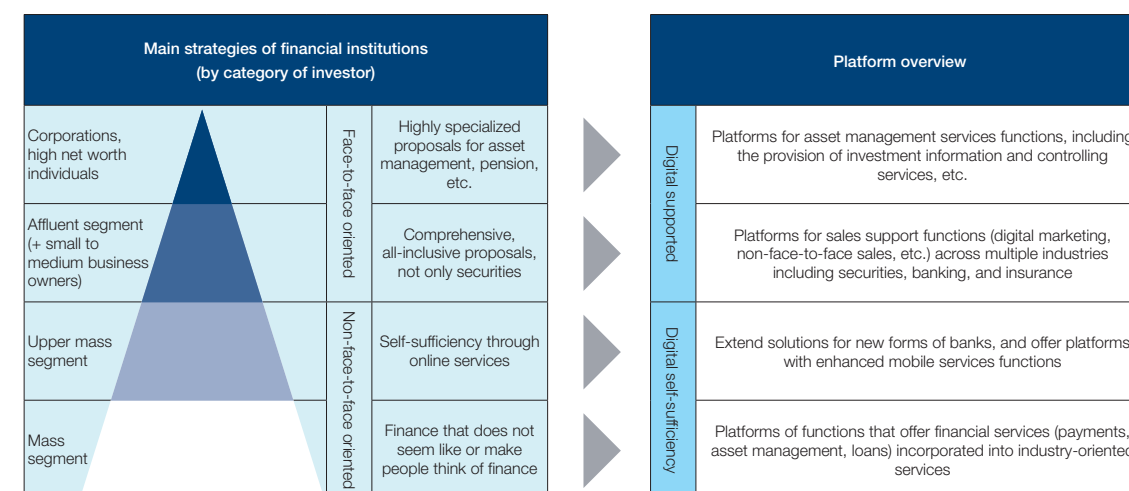 Main strategies of financial institutions
(by category of investor)
Platform overview
Corporations,
high net worth
individuals
Face-to-face oriented
Highly specialized
proposals for asset
management, pension,
etc.
Digital supported
Platforms for asset management services functions, including
the provision of investment information and controlling
services, etc.
Affluent segment
(+ small to
medium business
owners)
Comprehensive,
all-inclusive proposals,
not only securities
Platforms for sales support functions (digital marketing,
non-face-to-face sales, etc.) across multiple industries
including securities, banking, and insurance
Upper mass
segment
Non-face-to-face oriented
Self-sufficiency through
online services
Digital self-sufficiency
Extend solutions for new forms of banks, and offer platforms
with enhanced mobile services functions
Mass
segment
Finance that does not
seem like or make
people think of finance
Platforms of functions that offer financial services (payments,
asset management, loans) incorporated into industry-oriented
services